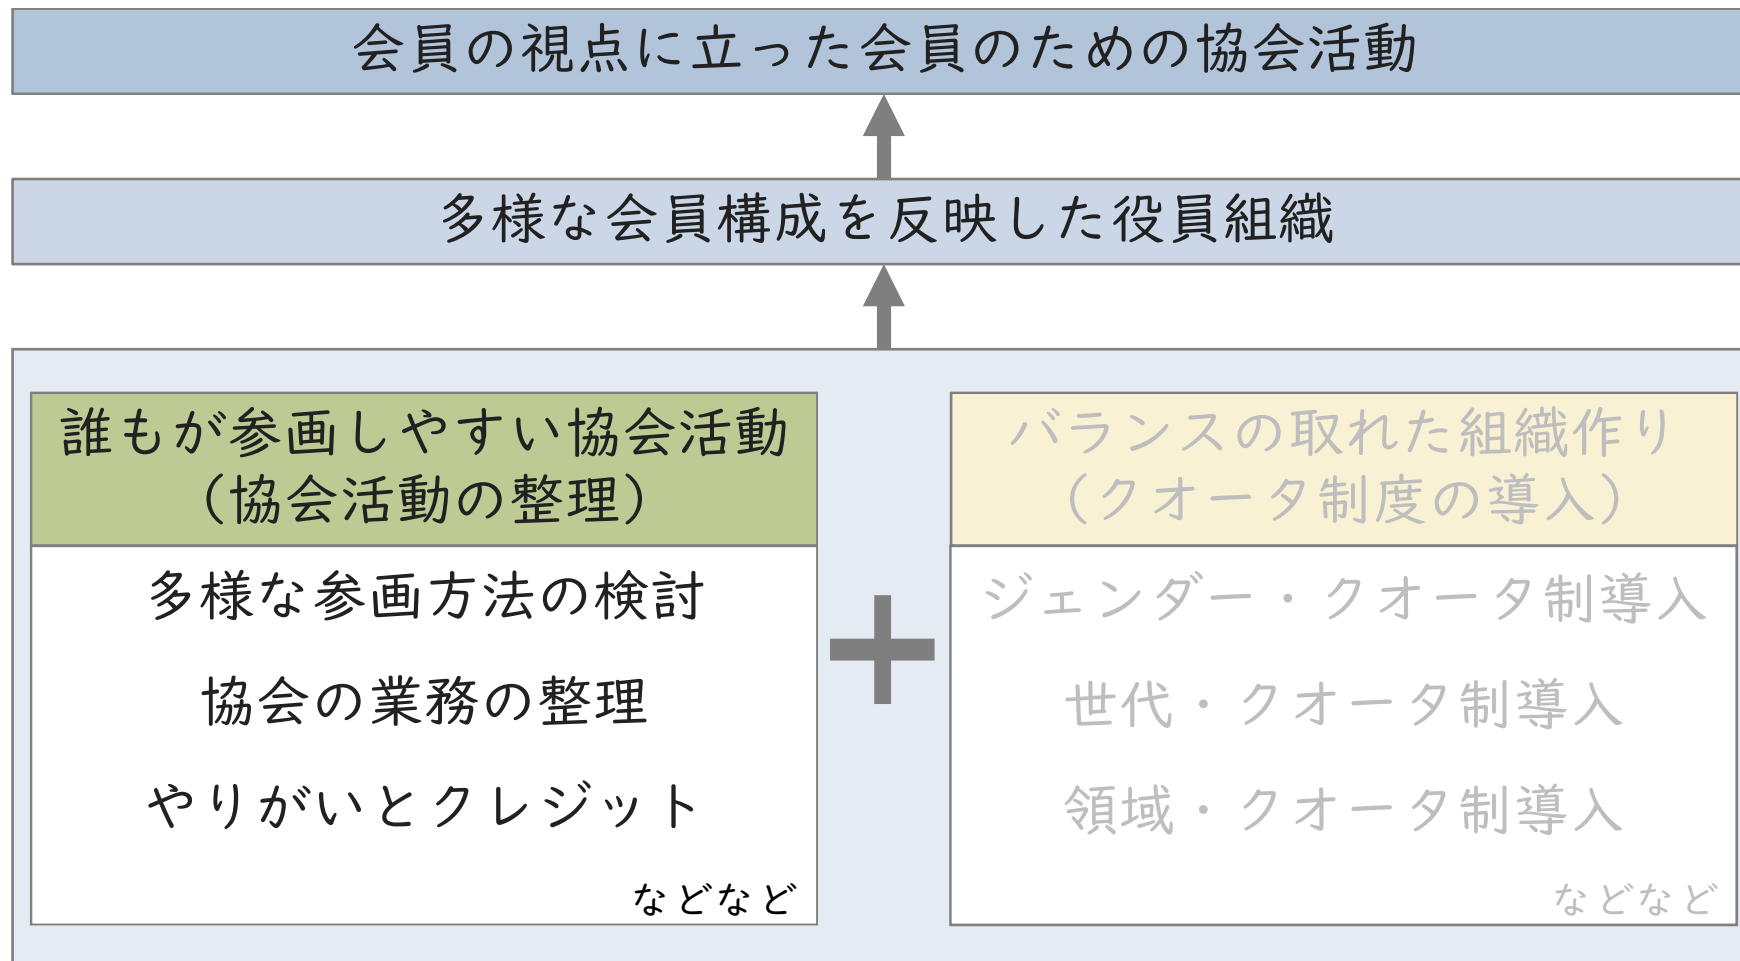 会員の視点に立った会員のための協会活動
多様な会員構成を反映した役員組織
誰もが参画しやすい協会活動
（協会活動の整理）
多様な参画方法の検討
協会の業務の整理
やりがいとクレジット
などなど
バランスの取れた組織作り
（クオータ制度の導入）
ジェンダー・クオータ制導入
世代・クオータ制導入
領域・クオータ制導入
などなど